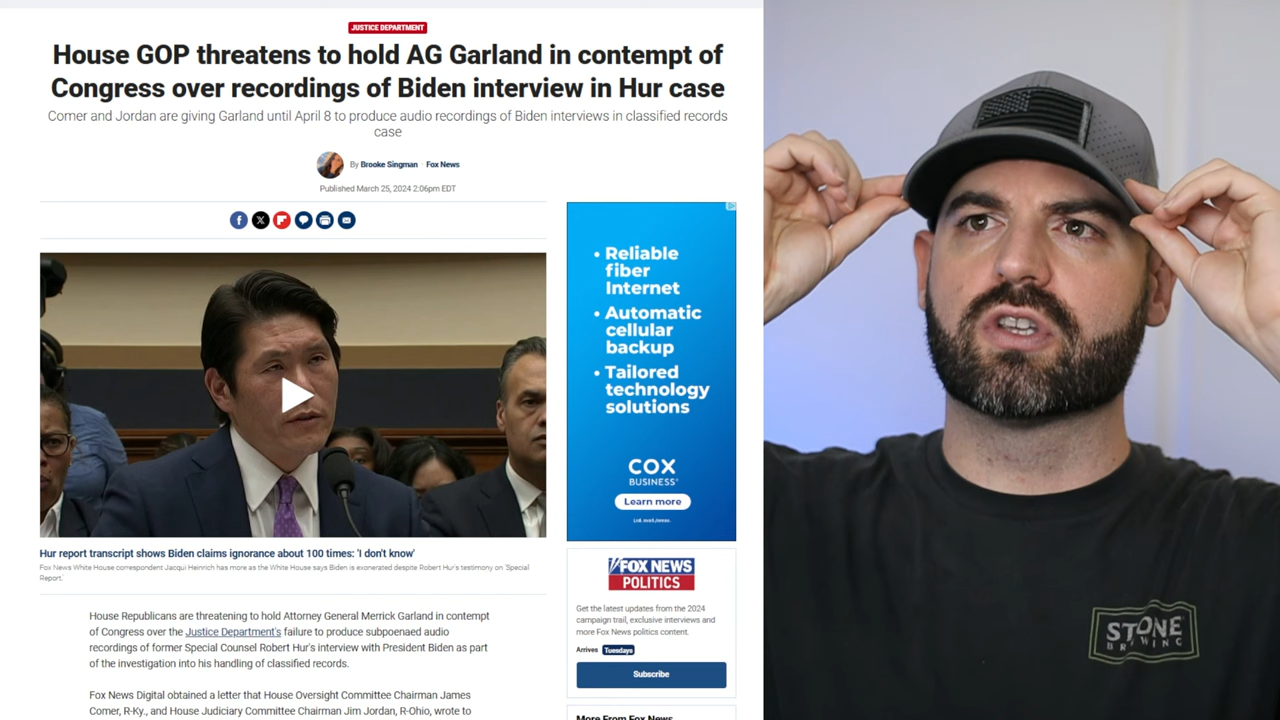 JUSTICE DEPARTMENT
House GOP threatens to hold AG Garland in contempt of
Congress over recordings of Biden interview in Hur case
Comer and Jordan are giving Garland until April 8 to produce audio recordings of Biden interviews in classified records
case
By Brooke Singman · Fox News
Published March 25, 2024 2:06pm EDT
Hur report transcript shows Biden claims ignorance about 100 times: 'I don't know'
Fox News White House correspondent Jacqui Heinrich has more as the White House says Biden is exonerated despite Robert Hur's testimony on 'Special
Report.'
House Republicans are threatening to hold Attorney General Merrick Garland in contempt
of Congress over the Justice Department's failure to produce subpoenaed audio
recordings of former Special Counsel Robert Hur's interview with President Biden as part
of the investigation into his handling of classified records.
Fox News Digital obtained a letter that House Oversight Committee Chairman James
Comer, R-Ky., and House Judiciary Committee Chairman Jim Jordan, R-Ohio, wrote to
• Reliable
fiber
Internet
• Automatic
cellular
backup
• Tailored
technology
solutions
COX
BUSINESS
Learn more
FOX NEWS
POLITICS
Get the latest updates from the 2024
campaign trail, exclusive interviews and
more Fox News politics content.
Arrives Tuesdays
Subscribe
More From Fox News
STONE
BREWING